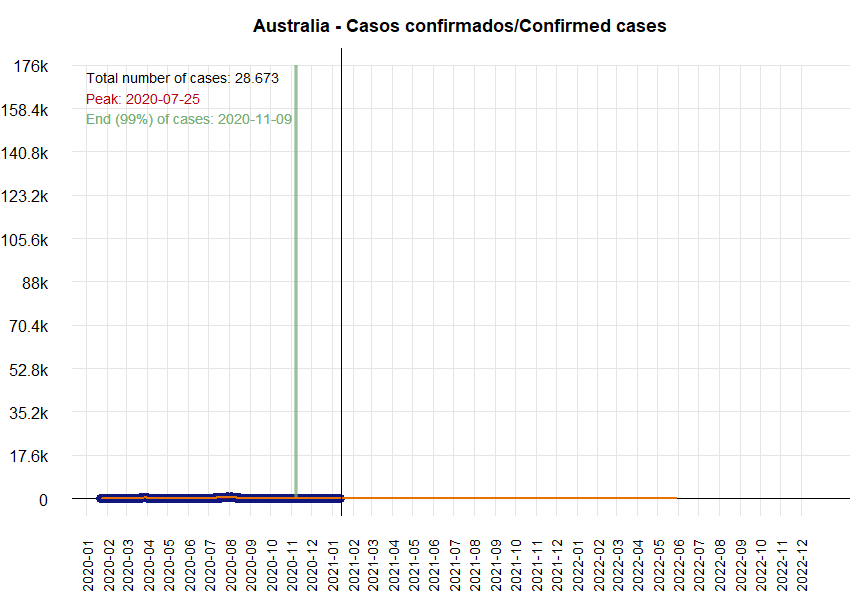 Australia - Casos confirmados/Confirmed cases
176k
Total number of cases: 28.673
Peak: 2020-07-25
158.4k
End (99%) of cases: 2020-11-09
140.8k
123.2k
105.6k
88k
70.4k
52.8k
35.2k
17.6k
0
2020-01
2020-02
2020-03
2020-04
2020-05
2020-06
2020-07
2020-08
2020-09
2020-10
2020-11
2020-12
2021-01
2021-02
2021-03
2021-04
2021-05
2021-06
2021-07
2021-08
2021-09
2021-10
2021-11
2021-12
2022-01
2022-02
2022-03
2022-04
2022-05
2022-06
2022-07
2022-08
2022-09
2022-10
2022-11
2022-12